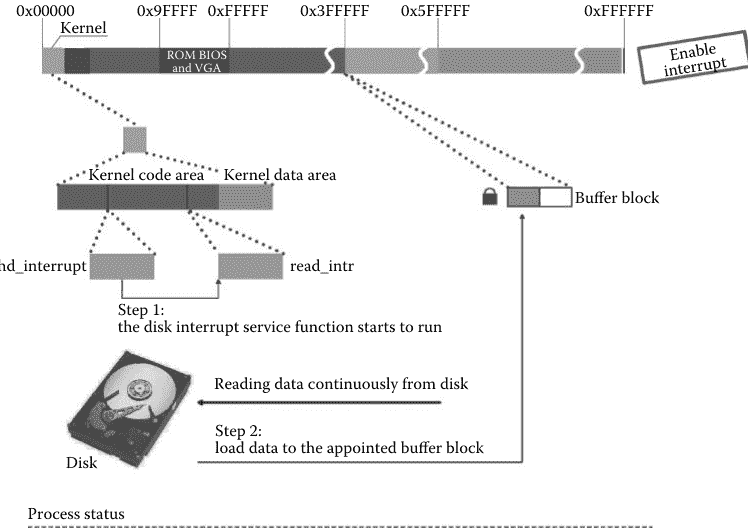 0x00000 0x9FFFF 0xFFFFF 0x3FFFFF 0x5FFFFF 0xFFFFFF
Kernel
ROM BIOS
and VGA
Enable
interrupt
Kernel code area Kernel data area
Buffer block
hd_interrupt read_intr
Step 1:
the disk interrupt service function starts to run
Reading data continuously from disk
Step 2:
load data to the appointed buffer block
Disk
Process status